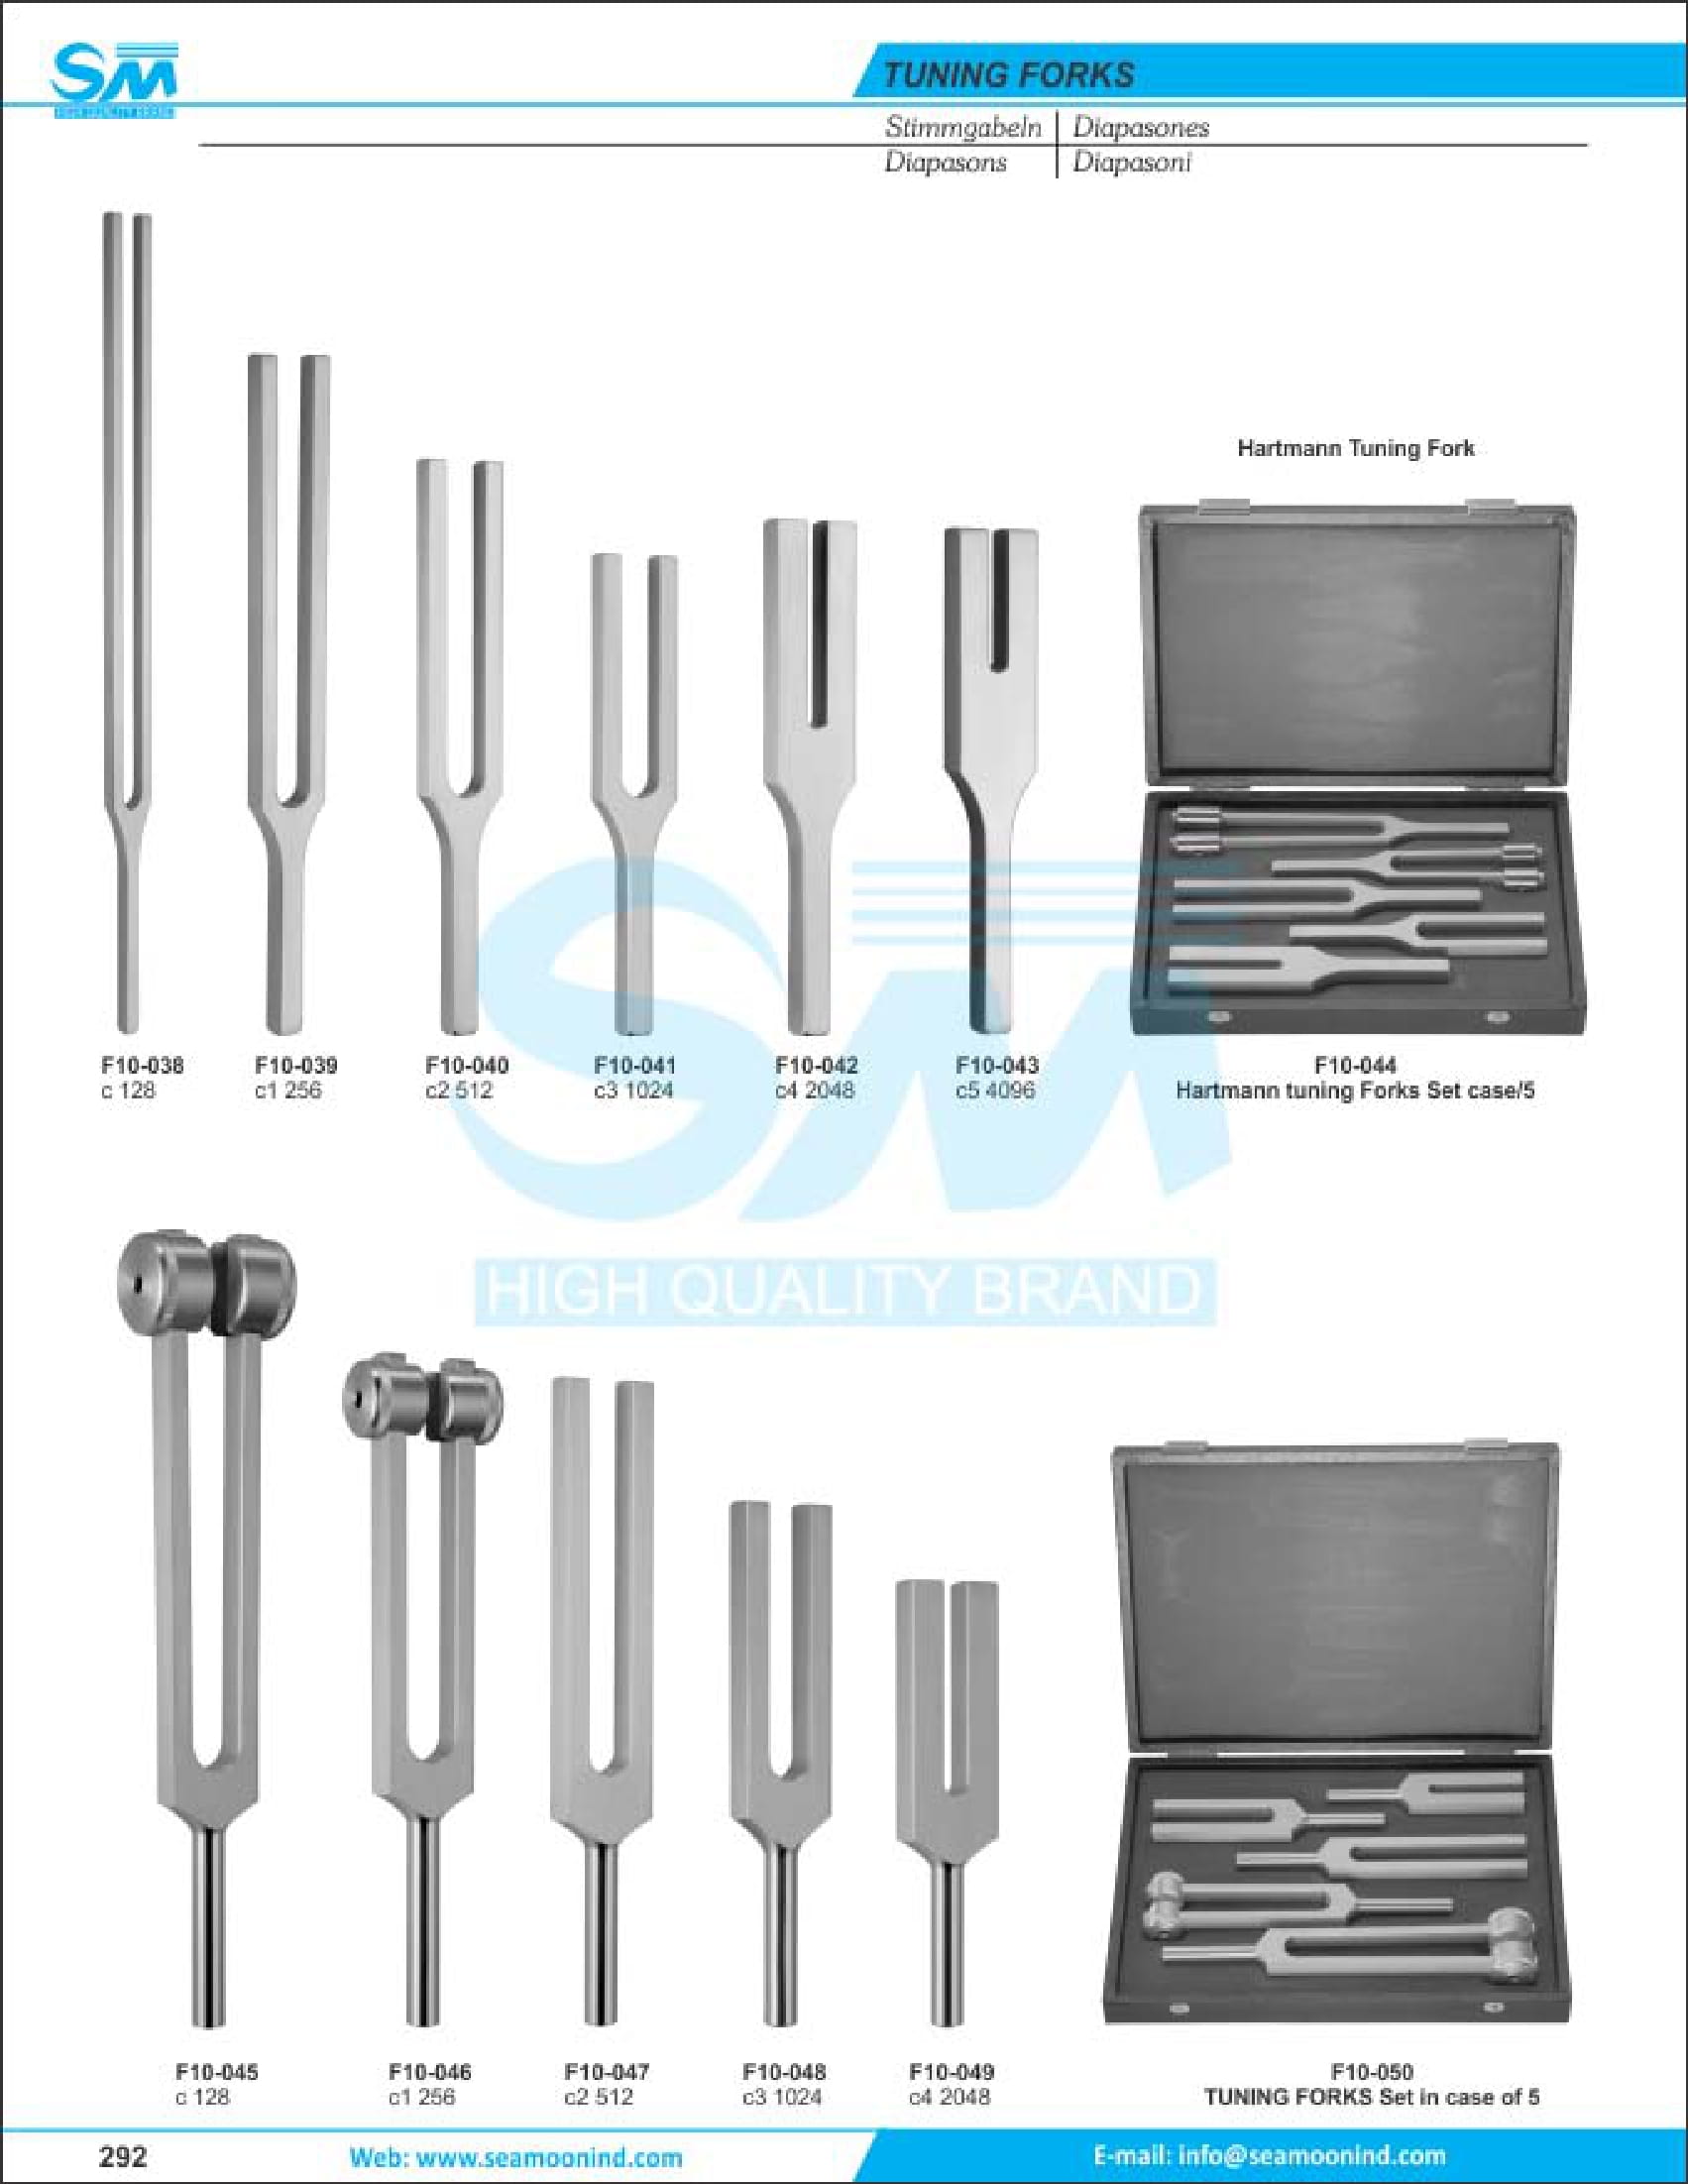 SM
TUNING FORKS
Stimmgabeln Diapasones
Diapasons Diapasoni
Hartmann Tuning Fork
F10-038 F10-039 F10-040 F10-041 F10-042 F10-043 F10-044
c 128 c1 256 c2 512 c3 1024 c4 2048 c5 4096 Hartmann tuning Forks Set case/5
SM
HIGH QUALITY BRAND
F10-045 F10-046 F10-047 F10-048 F10-049 F10-050
c 128 c1 256 c2 512 c3 1024 c4 2048 TUNING FORKS Set in case of 5
292 Web: www.seamoonind.com E-mail: info@seamoonind.com